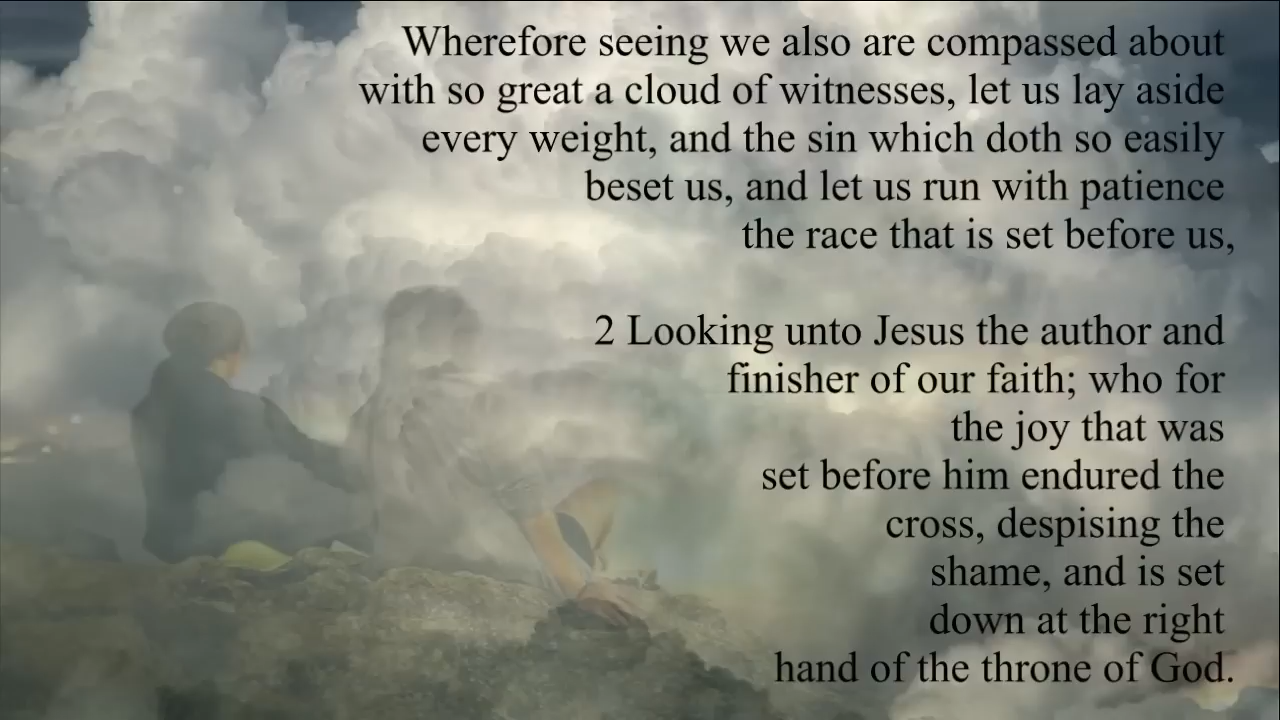 Wherefore seeing we also are compassed about
with so great a cloud of witnesses, let us lay aside
every weight, and the sin which doth so easily
beset us, and let us run with patience
the race that is set before us,
2 Looking unto Jesus the author and
finisher of our faith; who for
the joy that was
set before him endured the
cross, despising the
shame, and is set
down at the right
hand of the throne of God.